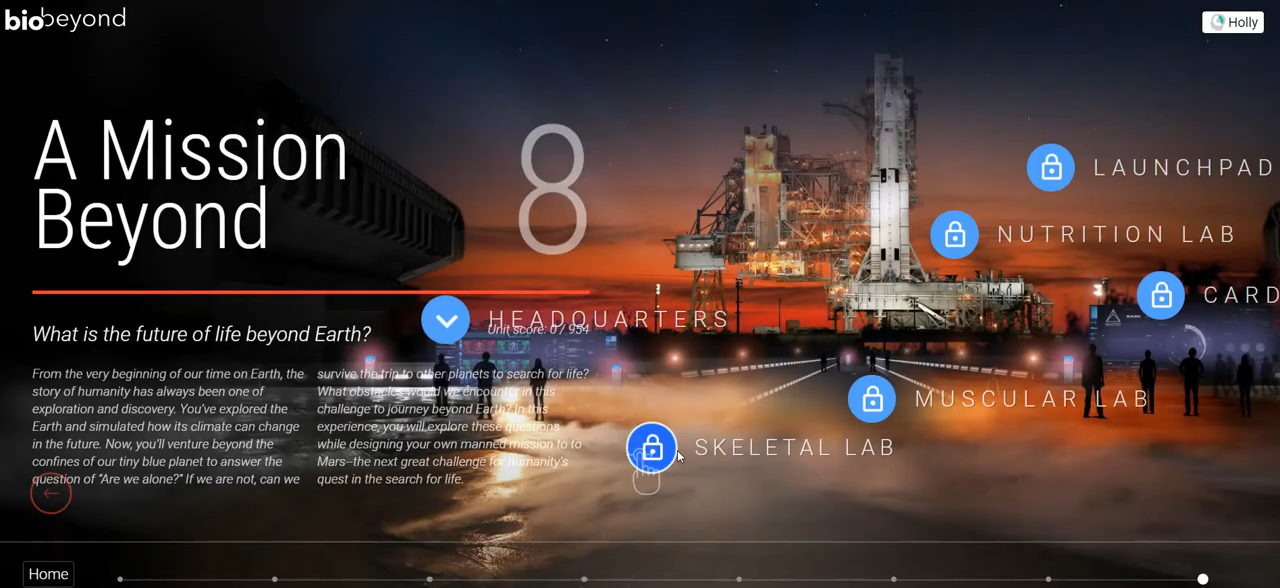 biobeyond
Holly
A Mission
Beyond
8
LAUNCHPAD
NUTRITION LAB
CARD
HEADQUARTERS
Unit score: 0 / 954
What is the future of life beyond Earth?
From the very beginning of our time on Earth, the
story of humanity has always been one of
exploration and discovery. You've explored the
Earth and simulated how its climate can change
in the future. Now, you'll venture beyond the
confines of our tiny blue planet to answer the
question of "Are we alone?" If we are not, can we
survive the trip to other planets to search for life?
What obstacles would we encounter in this
challenge to journey beyond Earth? In this
experience, you will explore these questions
while designing your own manned mission to to
Mars--the next great challenge for humanity's
quest in the search for life.
MUSCULAR LAB
SKELETAL LAB
Home